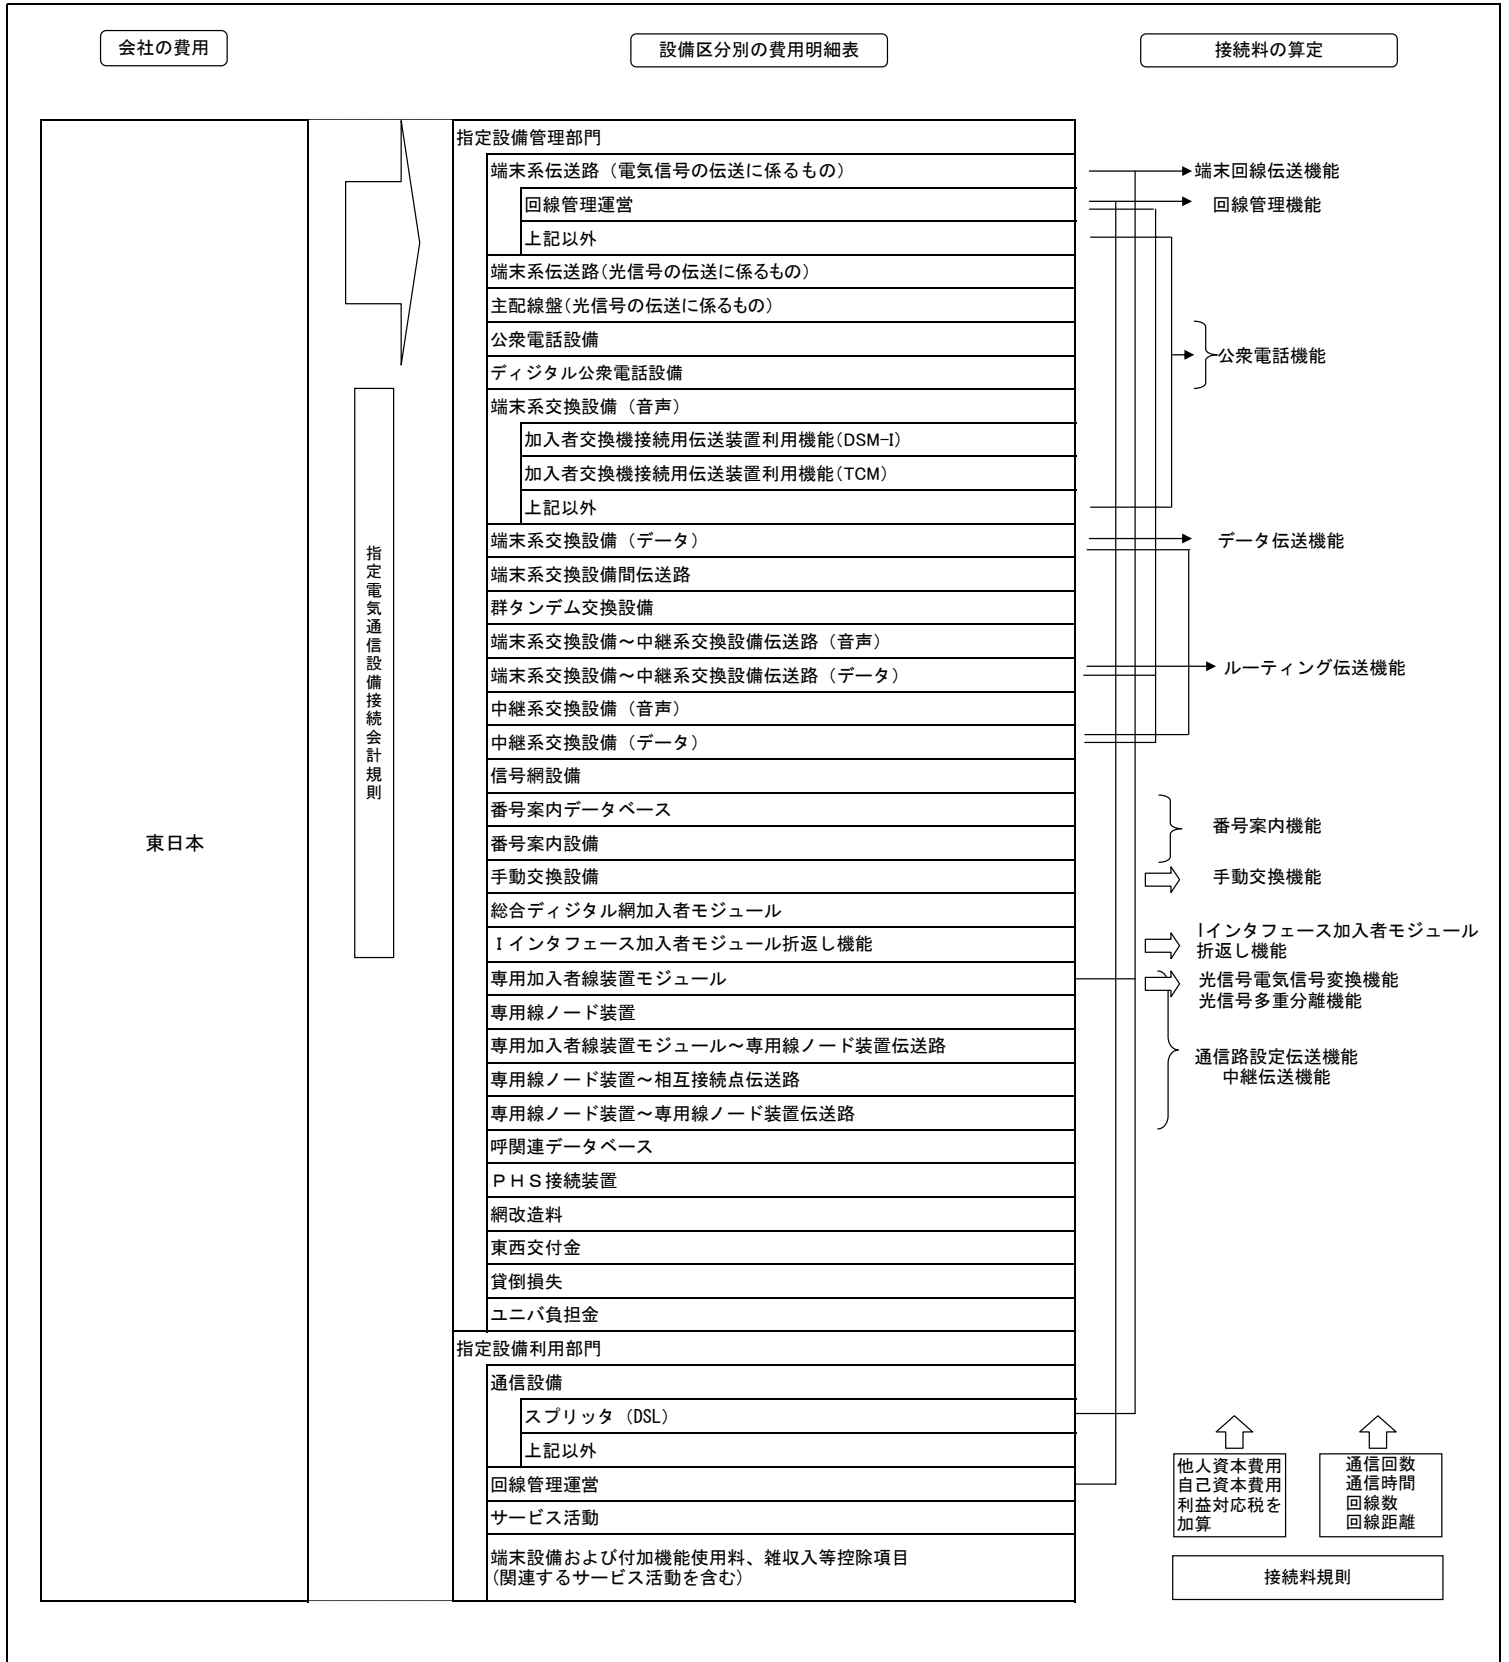 会社の費用
設備区分別の費用明細表
接続料の算定
東日本
指定電気通信設備接続会計規則
指定設備管理部門
端末系伝送路（電気信号の伝送に係るもの）
回線管理運営
上記以外
端末系伝送路(光信号の伝送に係るもの)
主配線盤(光信号の伝送に係るもの)
公衆電話設備
ディジタル公衆電話設備
端末系交換設備（音声）
加入者交換機接続用伝送装置利用機能(DSM-I)
加入者交換機接続用伝送装置利用機能(TCM)
上記以外
端末系交換設備（データ）
端末系交換設備間伝送路
群タンデム交換設備
端末系交換設備～中継系交換設備伝送路（音声）
端末系交換設備～中継系交換設備伝送路（データ）
中継系交換設備（音声）
中継系交換設備（データ）
信号網設備
番号案内データベース
番号案内設備
手動交換設備
総合ディジタル網加入者モジュール
Ｉインタフェース加入者モジュール折返し機能
専用加入者線装置モジュール
専用線ノード装置
専用加入者線装置モジュール～専用線ノード装置伝送路
専用線ノード装置～相互接続点伝送路
専用線ノード装置～専用線ノード装置伝送路
呼関連データベース
ＰＨＳ接続装置
網改造料
東西交付金
貸倒損失
ユニバ負担金
指定設備利用部門
通信設備
スプリッタ（DSL）
上記以外
回線管理運営
サービス活動
端末設備および付加機能使用料、雑収入等控除項目
(関連するサービス活動を含む)
端末回線伝送機能
回線管理機能
公衆電話機能
データ伝送機能
ルーティング伝送機能
番号案内機能
手動交換機能
Iインタフェース加入者モジュール
折返し機能
光信号電気信号変換機能
光信号多重分離機能
通信路設定伝送機能
中継伝送機能
他人資本費用
自己資本費用
利益対応税を
加算
通信回数
通信時間
回線数
回線距離
接続料規則